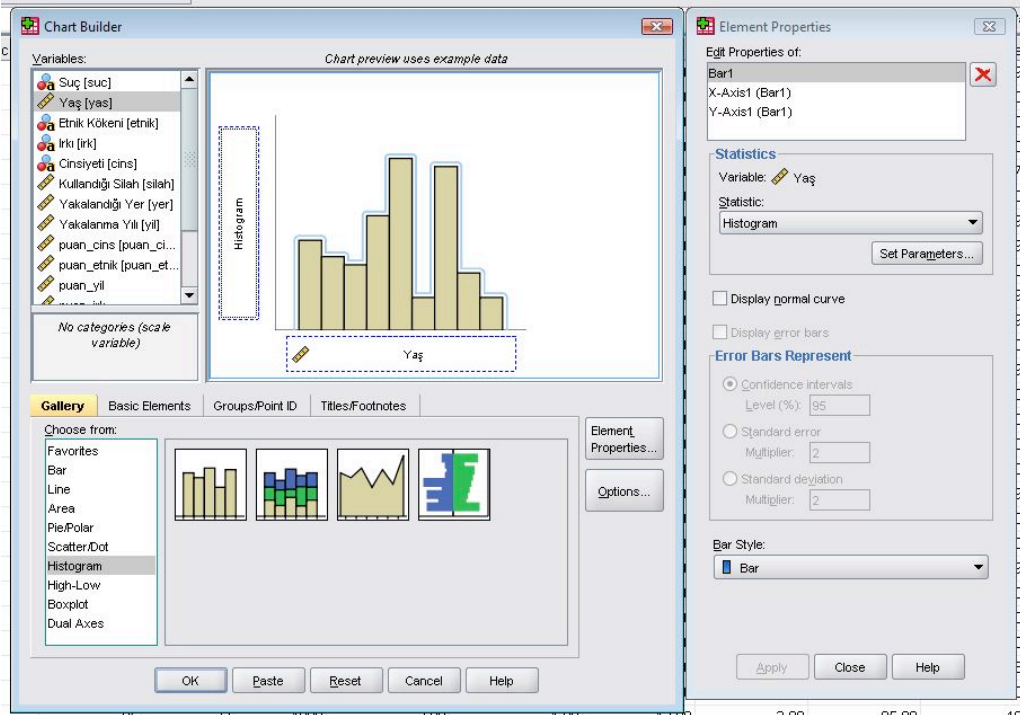 Chart Builder
Variables:
Suç [suc]
Yaş [yas]
Etnik Kökeni [etnik]
Irkı [irk]
Cinsiyeti [cins]
Kullandığı Silah [silah]
Yakalandığı Yer [yer]
Yakalanma Yılı [yil]
puan_cins [puan_ci...
puan_etnik [puan_et...
puan_yil
No categories (scale
variable)
Chart preview uses example data
Histogram
Yaş
Gallery
Basic Elements
Groups/Point ID
Titles/Footnotes
Choose from:
Favorites
Bar
Line
Area
Pie/Polar
Scatter/Dot
Histogram
High-Low
Boxplot
Dual Axes
Element
Properties...
Options...
OK
Paste
Reset
Cancel
Help
Element Properties
Edit Properties of:
Bar1
X-Axis1 (Bar1)
Y-Axis1 (Bar1)
Statistics
Variable: Yaş
Statistic:
Histogram
Set Parameters...
Display normal curve
Display error bars
Error Bars Represent
Confidence intervals
Level (%): 95
Standard error
Multiplier: 2
Standard deviation
Multiplier: 2
Bar Style:
Bar
Apply
Close
Help